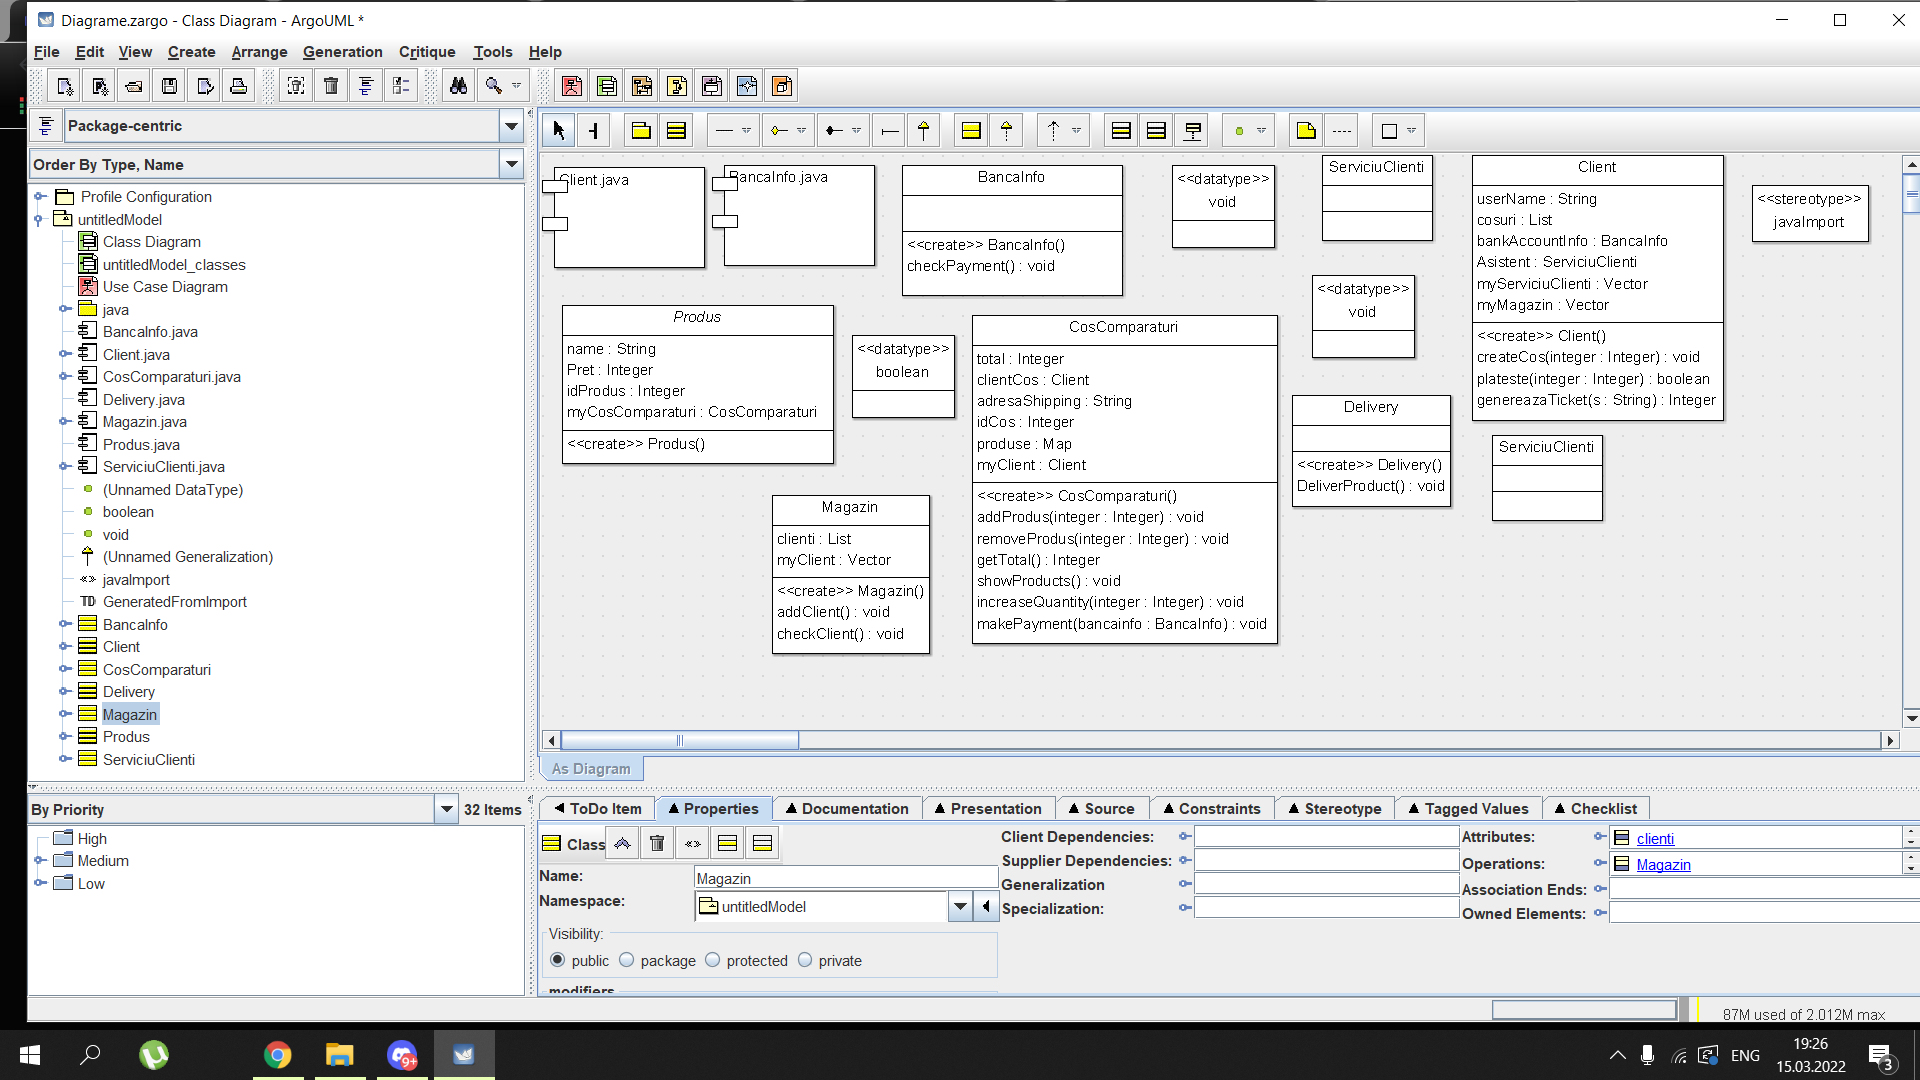 Diagrame.zargo - Class Diagram - ArgoUML *
File Edit View Create Arrange Generation Critique Tools Help
Package-centric
Order By Type, Name
Profile Configuration
untitledModel
Class Diagram
untitledModel_classes
Use Case Diagram
java
BancaInfo.java
Client.java
CosComparaturi.java
Delivery.java
Magazin.java
Produs.java
ServiciuClienti.java
(Unnamed DataType)
boolean
void
(Unnamed Generalization)
javaImport
GeneratedFromImport
BancaInfo
Client
CosComparaturi
Delivery
Magazin
Produs
ServiciuClienti
Client.java
BancaInfo.java
BancaInfo
<<create>> BancaInfo()
checkPayment() : void
<<datatype>>
void
ServiciuClienti
Client
userName : String
cosuri : List
bankAccountInfo : BancaInfo
Asistent : ServiciuClienti
myServiciuClienti : Vector
myMagazin : Vector
<<create>> Client()
createCos(integer : Integer) : void
plateste(integer : Integer) : boolean
genereazaTicket(s : String) : Integer
<<stereotype>>
javaImport
Produs
name : String
Pret : Integer
idProdus : Integer
myCosComparaturi : CosComparaturi
<<create>> Produs()
<<datatype>>
boolean
CosComparaturi
total : Integer
clientCos : Client
adresaShipping : String
idCos : Integer
produse : Map
myClient : Client
<<create>> CosComparaturi()
addProdus(integer : Integer) : void
removeProdus(integer : Integer) : void
getTotal() : Integer
showProducts() : void
increaseQuantity(integer : Integer) : void
makePayment(bancainfo : BancaInfo) : void
<<datatype>>
void
Delivery
<<create>> Delivery()
DeliverProduct() : void
ServiciuClienti
Magazin
clienti : List
myClient : Vector
<<create>> Magazin()
addClient() : void
checkClient() : void
As Diagram
By Priority
32 Items
High
Medium
Low
ToDo Item Properties Documentation Presentation Source Constraints Stereotype Tagged Values Checklist
Class
Name: Magazin
Namespace: untitledModel
Visibility:
public package protected private
modifiers
Client Dependencies:
Supplier Dependencies:
Generalization
Specialization:
Attributes: clienti
Operations: Magazin
Association Ends:
Owned Elements:
87M used of 2.012M max
9+
ENG
19:26
15.03.2022
3